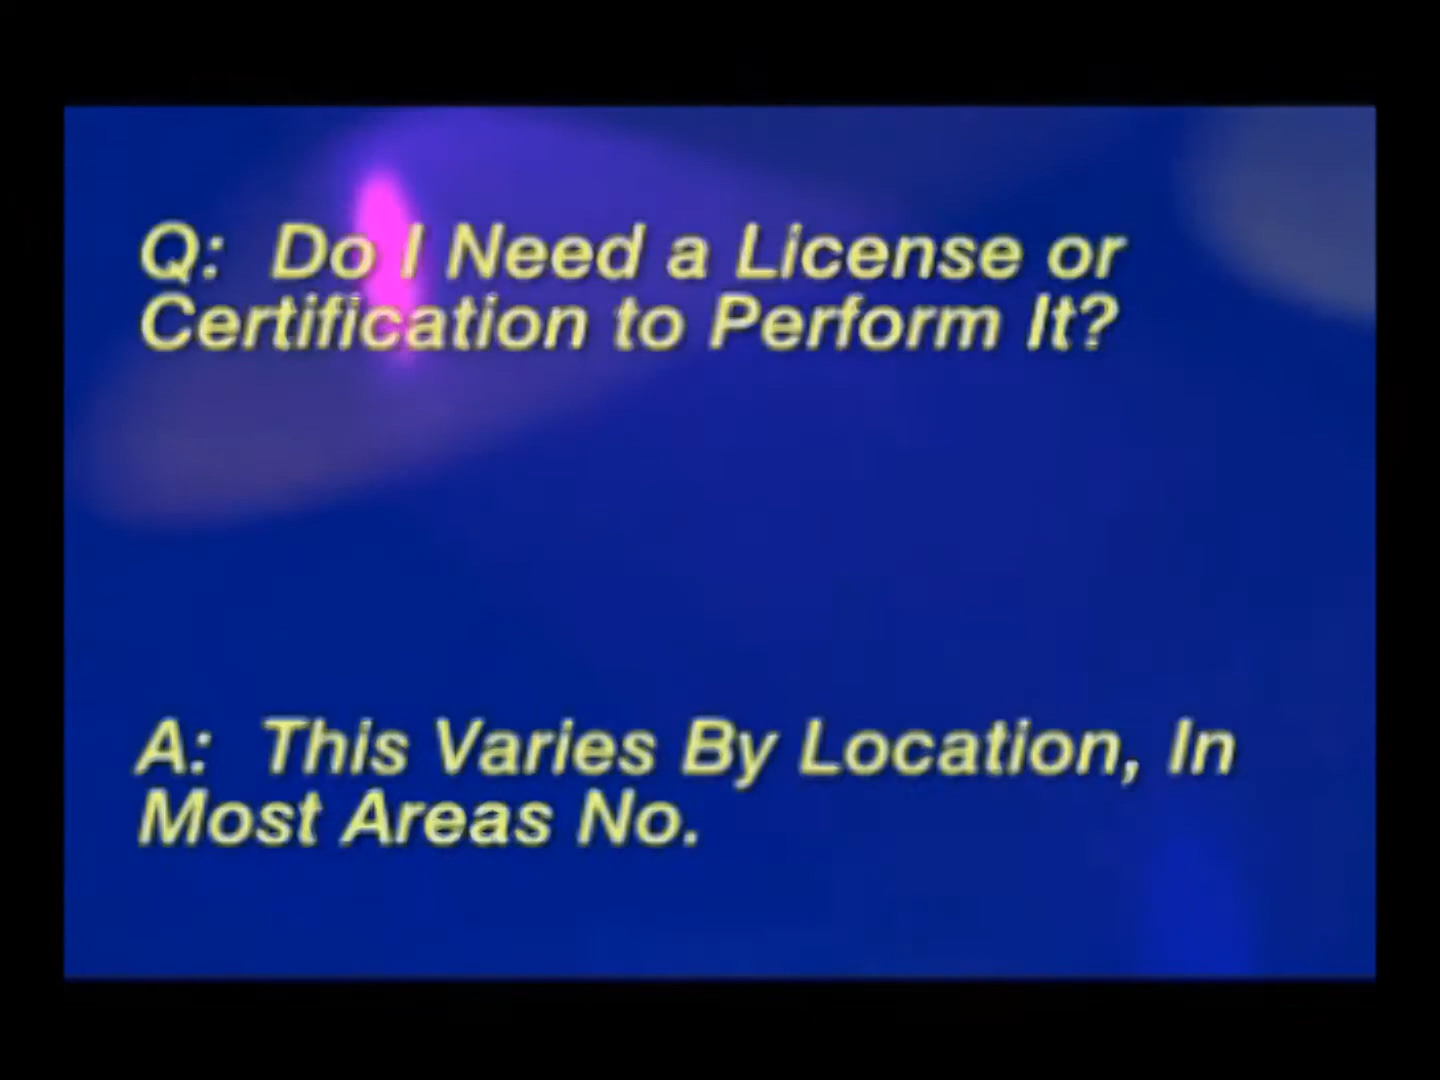 Q: Do I Need a License or
Certification to Perform It?
A: This Varies By Location, In
Most Areas No.